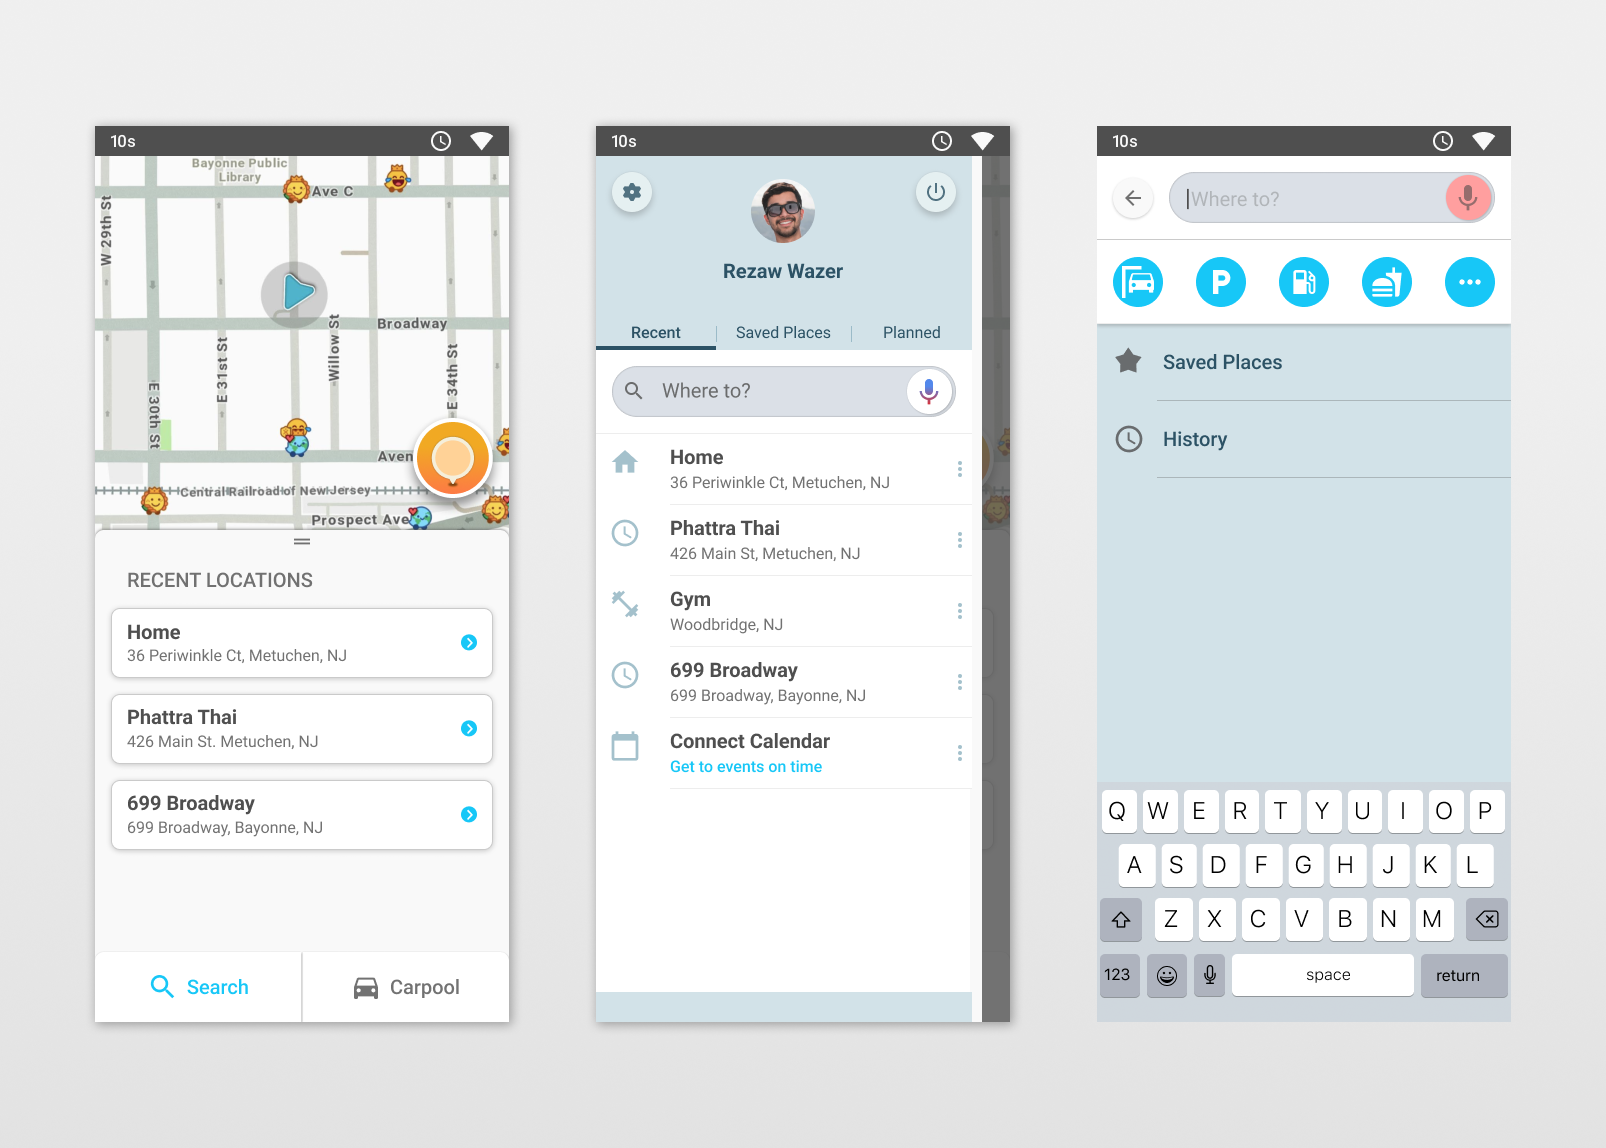 10s
Bayonne Public
Library
Ave C
W 29th St
Broadway
Willow St
E 31st St
E 34th St
E 30th St
Aven
Central Railroad of New Jersey
Prospect Ave
RECENT LOCATIONS
Home
36 Periwinkle Ct, Metuchen, NJ
Phattra Thai
426 Main St. Metuchen, NJ
699 Broadway
699 Broadway, Bayonne, NJ
Search
Carpool
10s
Rezaw Wazer
Recent
Saved Places
Planned
Where to?
Home
36 Periwinkle Ct, Metuchen, NJ
Phattra Thai
426 Main St, Metuchen, NJ
Gym
Woodbridge, NJ
699 Broadway
699 Broadway, Bayonne, NJ
Connect Calendar
Get to events on time
10s
Where to?
P
Saved Places
History
Q W E R T Y U I O P
A S D F G H J K L
Z X C V B N M
123 space return